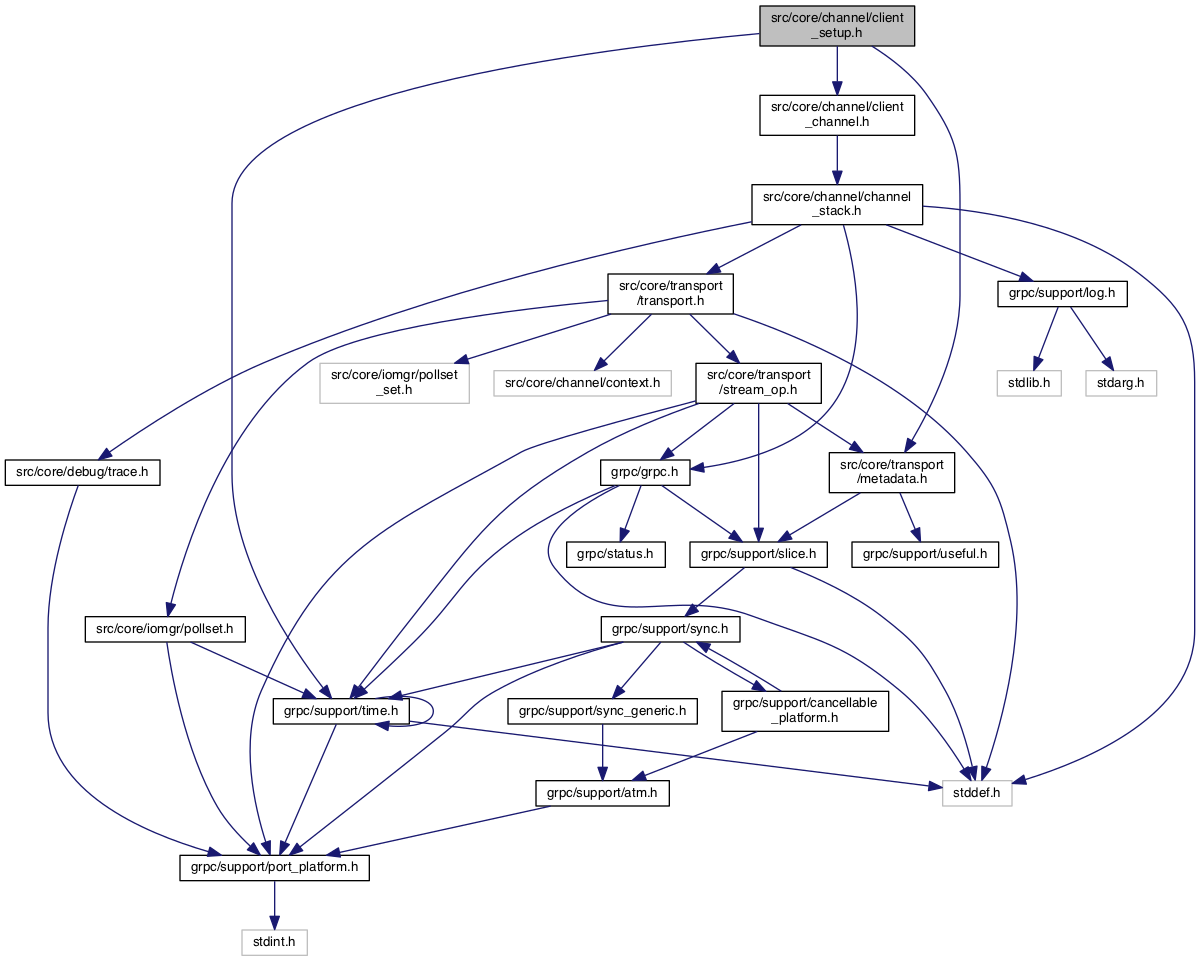 src/core/channel/client
_setup.h
src/core/channel/client
_channel.h
src/core/channel/channel
_stack.h
src/core/transport
/transport.h
grpc/support/log.h
src/core/iomgr/pollset
_set.h
src/core/channel/context.h
src/core/transport
/stream_op.h
stdlib.h
stdarg.h
src/core/debug/trace.h
grpc/grpc.h
src/core/transport
/metadata.h
grpc/status.h
grpc/support/slice.h
grpc/support/useful.h
src/core/iomgr/pollset.h
grpc/support/sync.h
grpc/support/time.h
grpc/support/sync_generic.h
grpc/support/cancellable
_platform.h
grpc/support/atm.h
stddef.h
grpc/support/port_platform.h
stdint.h